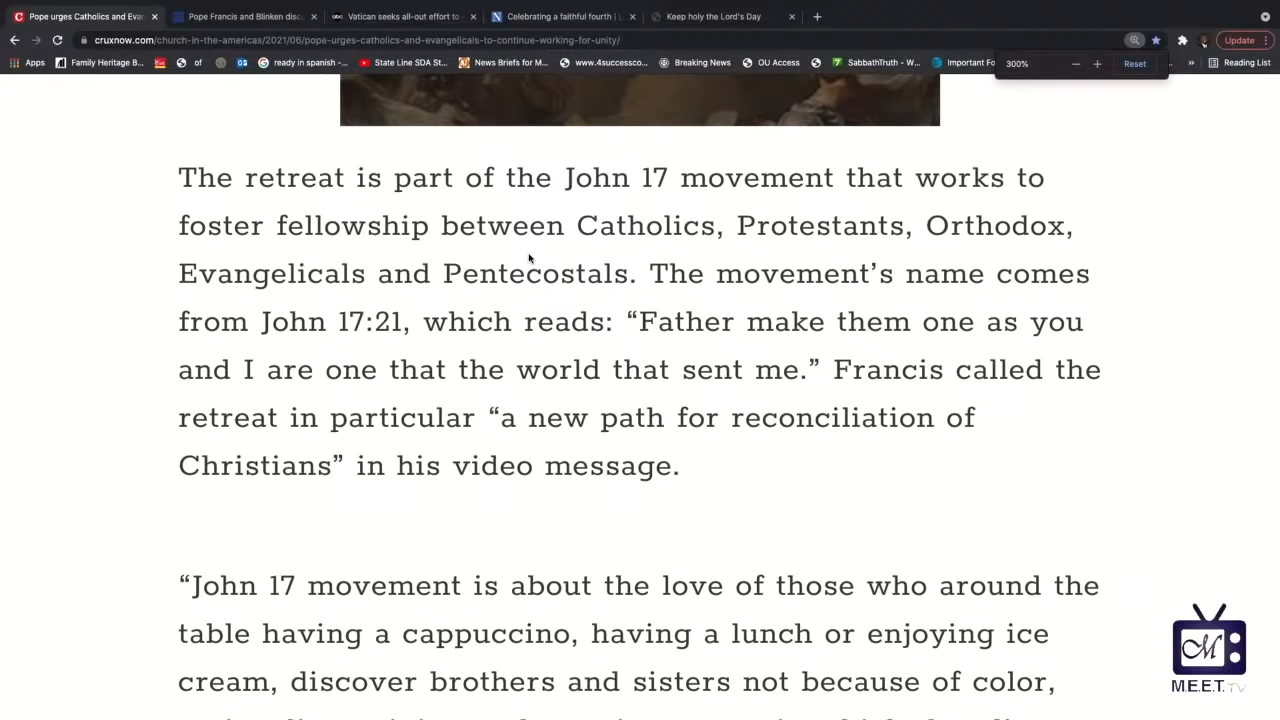 Pope urges Catholics and Evan
Pope Francis and Blinken disc
Vatican seeks all-out effort to
Celebrating a faithful fourth | L
Keep holy the Lord's Day
cruxnow.com/church-in-the-americas/2021/06/pope-urges-catholics-and-evangelicals-to-continue-working-for-unity/
Update
Apps
Family Heritage B...
of
ready in spanish -...
State Line SDA St...
News Briefs for M...
www.4successco...
Breaking News
OU Access
SabbathTruth - W...
Important Fo
»
Reading List
300%
Reset
The retreat is part of the John 17 movement that works to
foster fellowship between Catholics, Protestants, Orthodox,
Evangelicals and Pentecostals. The movement’s name comes
from John 17:21, which reads: “Father make them one as you
and I are one that the world that sent me.” Francis called the
retreat in particular “a new path for reconciliation of
Christians” in his video message.
“John 17 movement is about the love of those who around the
table having a cappuccino, having a lunch or enjoying ice
cream, discover brothers and sisters not because of color,
M
M.E.E.T. TV